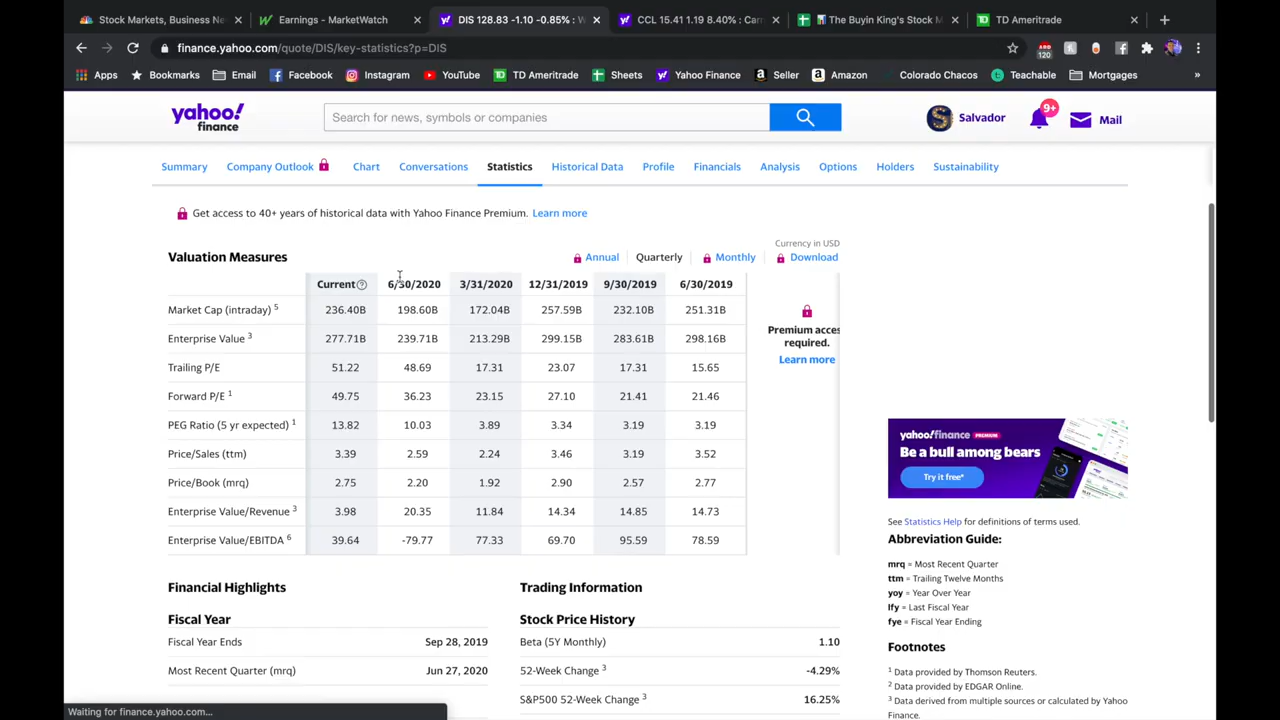 Stock Markets, Business Ne
Earnings - MarketWatch
DIS 128.83 -1.10 -0.85% : W
CCL 15.41 1.19 8.40% : Carn
The Buyin King's Stock M
TD Ameritrade
finance.yahoo.com/quote/DIS/key-statistics?p=DIS
120
Apps
Bookmarks
Email
Facebook
Instagram
YouTube
TD Ameritrade
Sheets
Yahoo Finance
Seller
Amazon
Colorado Chacos
Teachable
Mortgages
»
yahoo!
finance
Search for news, symbols or companies
Salvador
9+
Mail
Summary
Company Outlook
Chart
Conversations
Statistics
Historical Data
Profile
Financials
Analysis
Options
Holders
Sustainability
Get access to 40+ years of historical data with Yahoo Finance Premium. Learn more
Currency in USD
Valuation Measures
Annual
Quarterly
Monthly
Download
Current 6/30/2020 3/31/2020 12/31/2019 9/30/2019 6/30/2019
Market Cap (intraday) 5 236.40B 198.60B 172.04B 257.59B 232.10B 251.31B
Enterprise Value 3 277.71B 239.71B 213.29B 299.15B 283.61B 298.16B
Trailing P/E 51.22 48.69 17.31 23.07 17.31 15.65
Forward P/E 1 49.75 36.23 23.15 27.10 21.41 21.46
PEG Ratio (5 yr expected) 1 13.82 10.03 3.89 3.34 3.19 3.19
Price/Sales (ttm) 3.39 2.59 2.24 3.46 3.19 3.52
Price/Book (mrq) 2.75 2.20 1.92 2.90 2.57 2.77
Enterprise Value/Revenue 3 3.98 20.35 11.84 14.34 14.85 14.73
Enterprise Value/EBITDA 6 39.64 -79.77 77.33 69.70 95.59 78.59
Premium acces
required.
Learn more
Financial Highlights
Fiscal Year
Fiscal Year Ends Sep 28, 2019
Most Recent Quarter (mrq) Jun 27, 2020
Trading Information
Stock Price History
Beta (5Y Monthly) 1.10
52-Week Change 3 -4.29%
S&P500 52-Week Change 3 16.25%
yahoo!finance PREMIUM
Be a bull among bears
Try it free*
See Statistics Help for definitions of terms used.
Abbreviation Guide:
mrq = Most Recent Quarter
ttm = Trailing Twelve Months
yoy = Year Over Year
lfy = Last Fiscal Year
fye = Fiscal Year Ending
Footnotes
1 Data provided by Thomson Reuters.
2 Data provided by EDGAR Online.
3 Data derived from multiple sources or calculated by Yahoo
Finance.
Waiting for finance.yahoo.com...